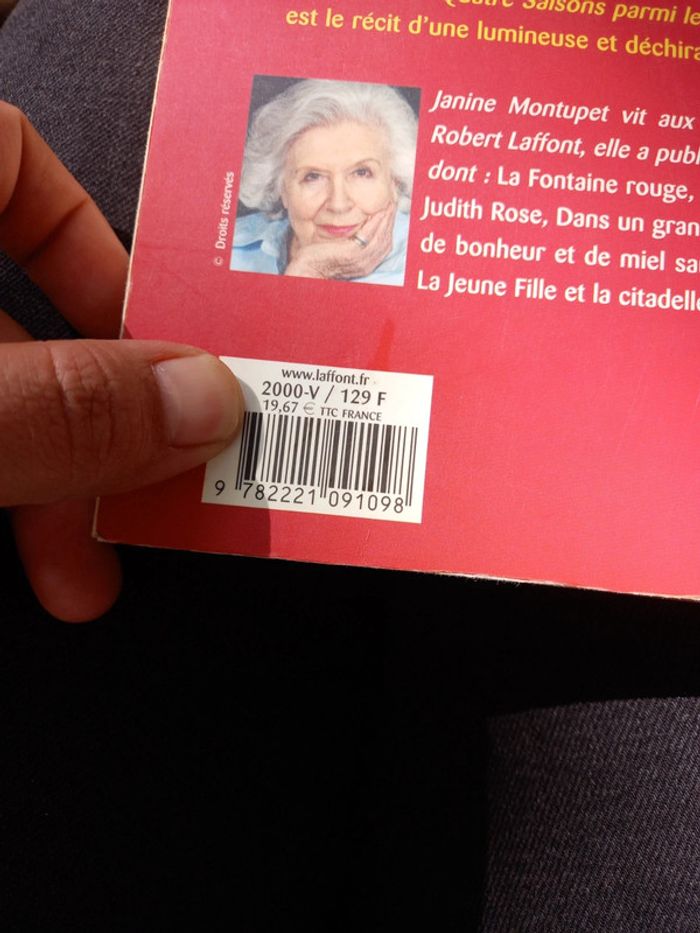 Quatre Saisons parmi le
est le récit d'une lumineuse et déchira
Janine Montupet vit aux
Robert Laffont, elle a publ
dont : La Fontaine rouge,
Judith Rose, Dans un gran
de bonheur et de miel sa
La Jeune Fille et la citadelle
© Droits réservés
www.laffont.fr
2000-V / 129 F
19,67 € TTC FRANCE
9 782221 091098